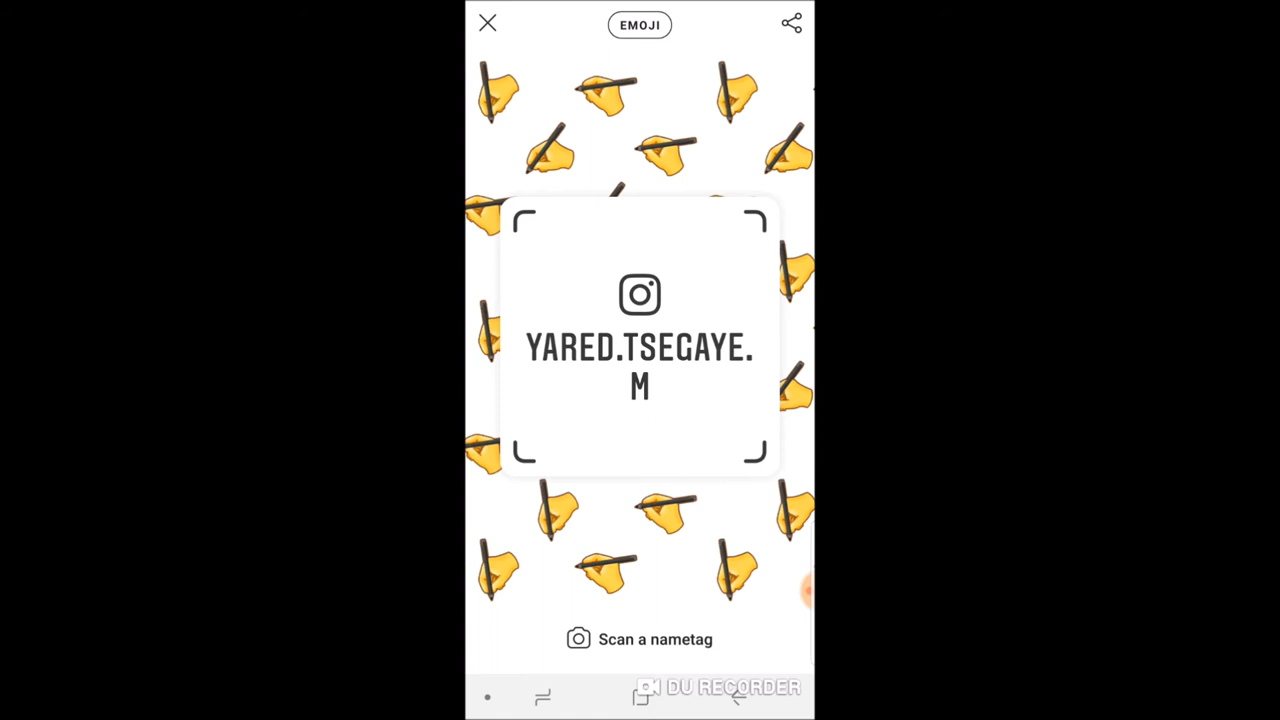 EMOJI
YARED.TSEGAYE.
M
Scan a nametag
DU RECORDER